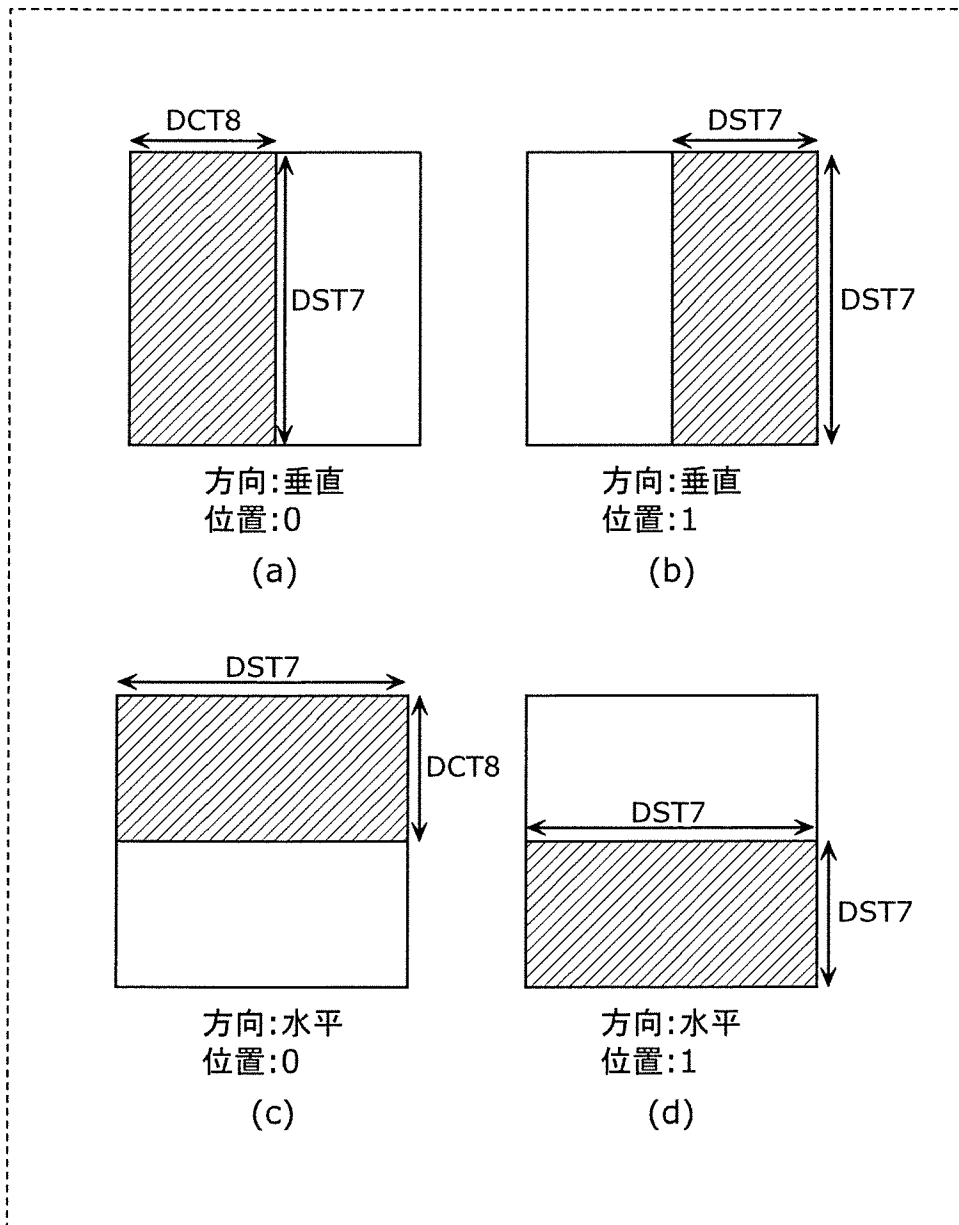 DCT8
DST7
方向:垂直
位置:0
(a)
DST7
DST7
方向:垂直
位置:1
(b)
DST7
DCT8
方向:水平
位置:0
(c)
DST7
DST7
方向:水平
位置:1
(d)